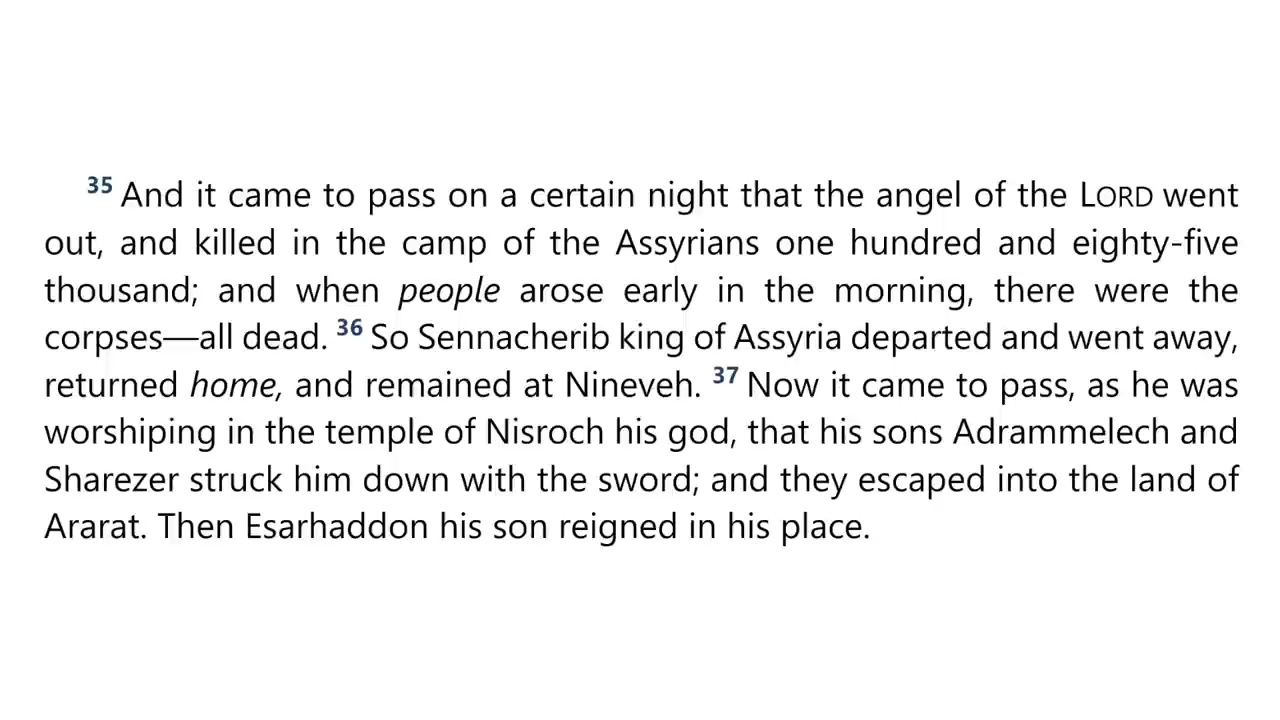 35 And it came to pass on a certain night that the angel of the LORD went
out, and killed in the camp of the Assyrians one hundred and eighty-five
thousand; and when people arose early in the morning, there were the
corpses—all dead. 36 So Sennacherib king of Assyria departed and went away,
returned home, and remained at Nineveh. 37 Now it came to pass, as he was
worshiping in the temple of Nisroch his god, that his sons Adrammelech and
Sharezer struck him down with the sword; and they escaped into the land of
Ararat. Then Esarhaddon his son reigned in his place.